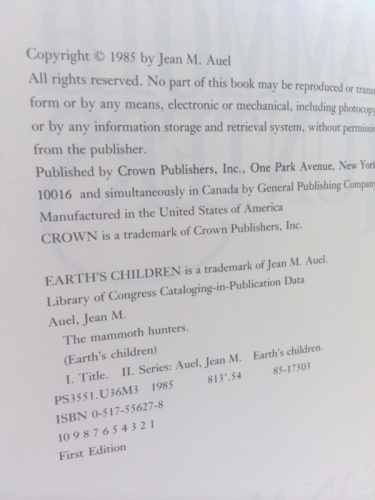 Copyright © 1985 by Jean M. Auel
All rights reserved. No part of this book may be reproduced or
form or by any means, electronic or mechanical, including
or by any information storage and retrieval system, without
from the publisher.
Published by Crown Publishers, Inc., One Park Avenue, New York
10016 and simultaneously in Canada by General Publishing Company
Manufactured in the United States of America
CROWN is a trademark of Crown Publishers, Inc.
EARTH'S CHILDREN is a trademark of Jean M. Auel.
Library of Congress Cataloging-in-Publication Data
Auel, Jean M.
The mammoth hunters.
(Earth's children)
I. Title. II. Series: Auel, Jean M. Earth's children.
PS3551.U36M3 1985 813'.54 85-17503
ISBN 0-517-55627-8
10 9 8 7 6 5 4 3 2 1
First Edition